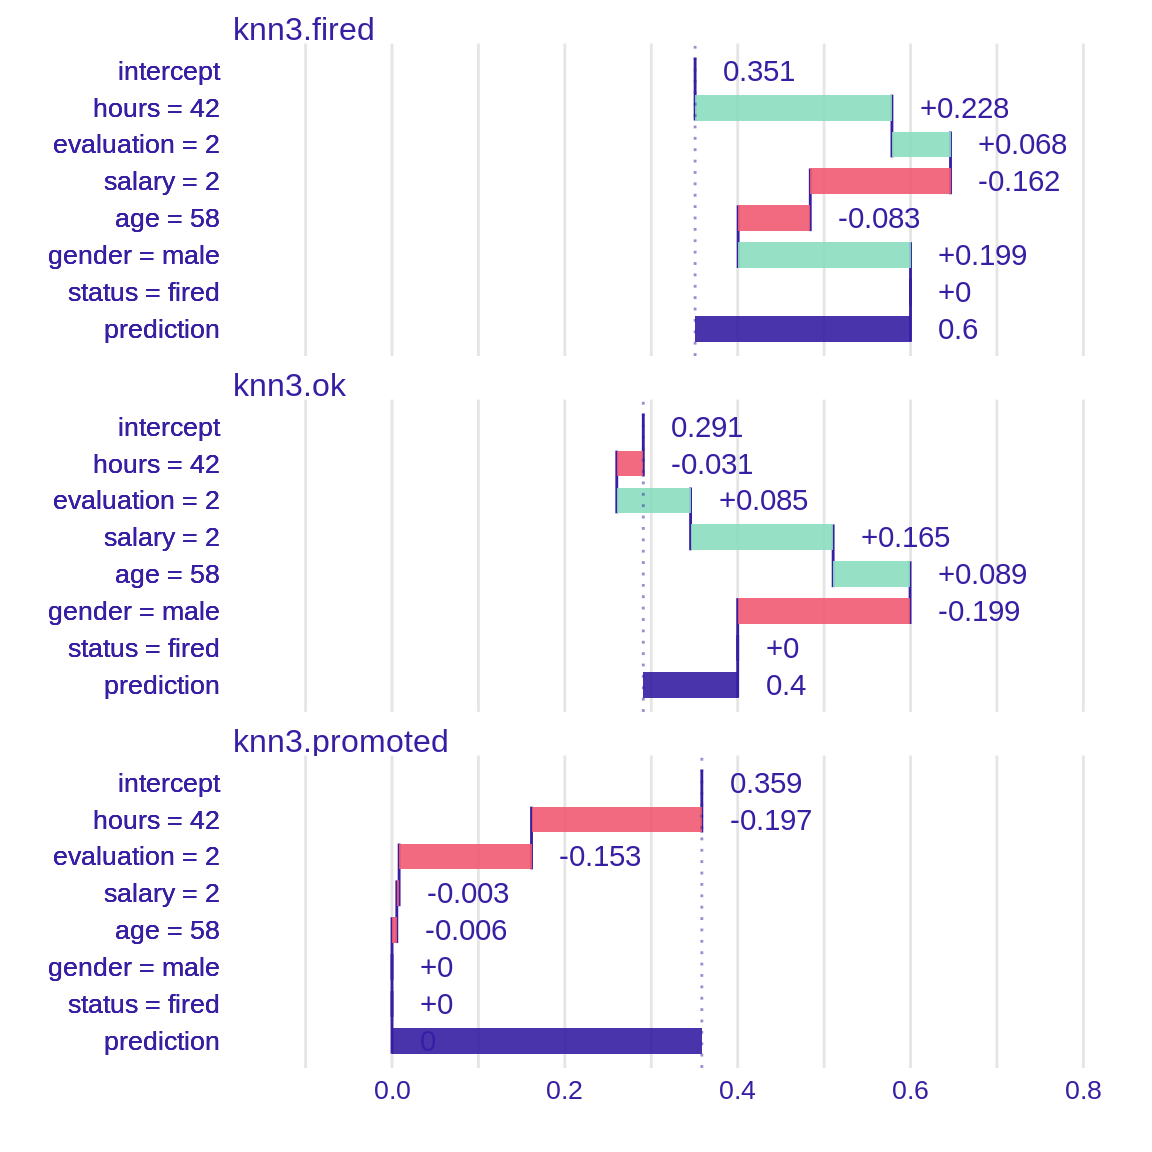 knn3.fired
intercept 0.351
hours = 42 +0.228
evaluation = 2 +0.068
salary = 2 -0.162
age = 58 -0.083
gender = male +0.199
status = fired +0
prediction 0.6
knn3.ok
intercept 0.291
hours = 42 -0.031
evaluation = 2 +0.085
salary = 2 +0.165
age = 58 +0.089
gender = male -0.199
status = fired +0
prediction 0.4
knn3.promoted
intercept 0.359
hours = 42 -0.197
evaluation = 2 -0.153
salary = 2 -0.003
age = 58 -0.006
gender = male +0
status = fired +0
prediction 0
0.0 0.2 0.4 0.6 0.8